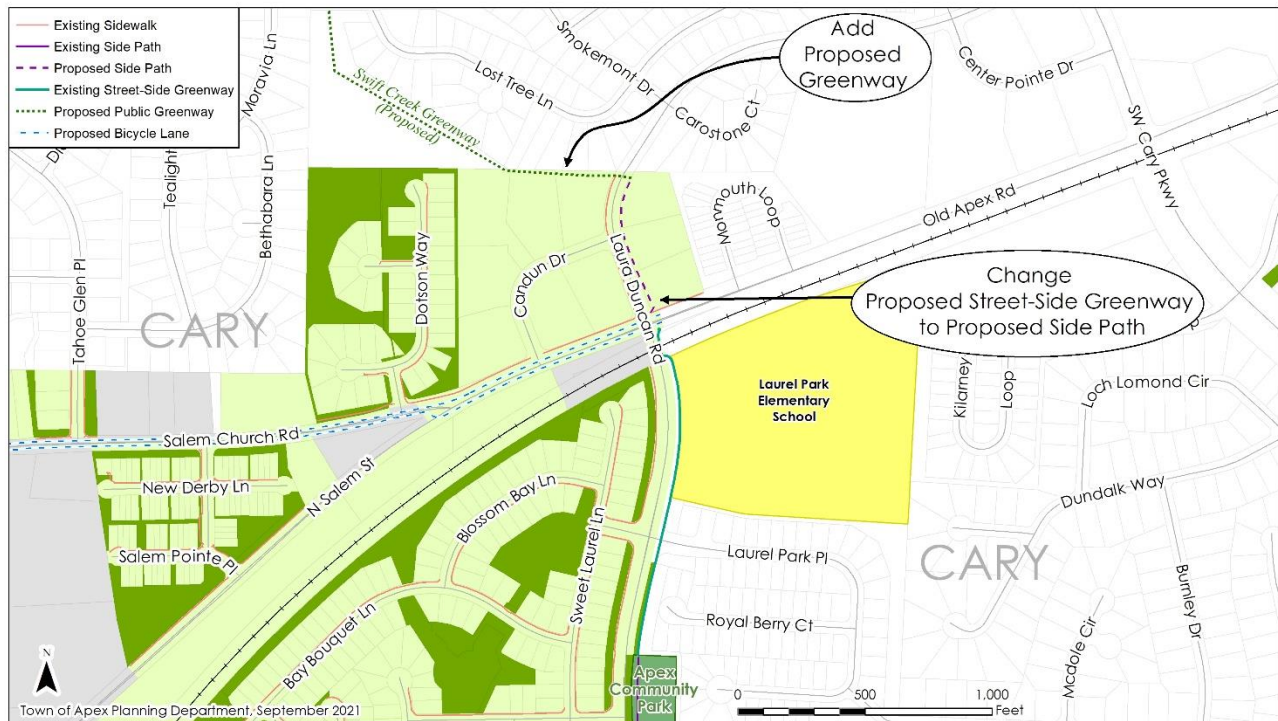 Existing Sidewalk
Existing Side Path
Proposed Side Path
Existing Street-Side Greenway
Proposed Public Greenway
Proposed Bicycle Lane
Moravia Ln
Tealight
Bethabara Ln
Tahoe Glen Pl
CARY
Swift Creek Greenway
(Proposed)
Lost Tree Ln
Smokemont Dr
Carostone Ct
Add
Proposed
Greenway
Center Pointe Dr
SW Cary Pkwy
Old Apex Rd
Monmouth Loop
Dotson Way
Candun Dr
Laura Duncan Rd
Change
Proposed Street-Side Greenway
to Proposed Side Path
Laurel Park
Elementary
School
Kilarney
Loop
Loch Lomond Cir
Salem Church Rd
New Derby Ln
Salem Pointe Pl
N Salem St
Blossom Bay Ln
Sweet Laurel Ln
Bay Bouquet Ln
Laurel Park Pl
Royal Berry Ct
Dundalk Way
CARY
Burnley Dr
Mcdole Cir
Apex
Community
Park
N
Town of Apex Planning Department, September 2021
0 500 1,000
Feet